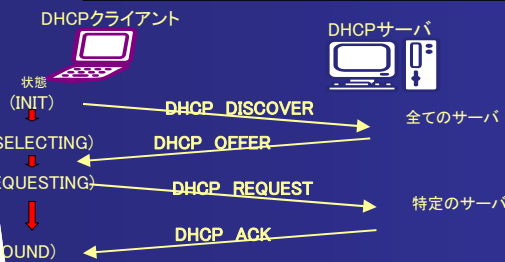 DHCPクライアント
DHCPサーバ
状態
(INIT)
DHCP DISCOVER
全てのサーバ
SELECTING)
DHCP OFFER
EQUESTING)
DHCP REQUEST
特定のサーバ
DHCP ACK
OUND)